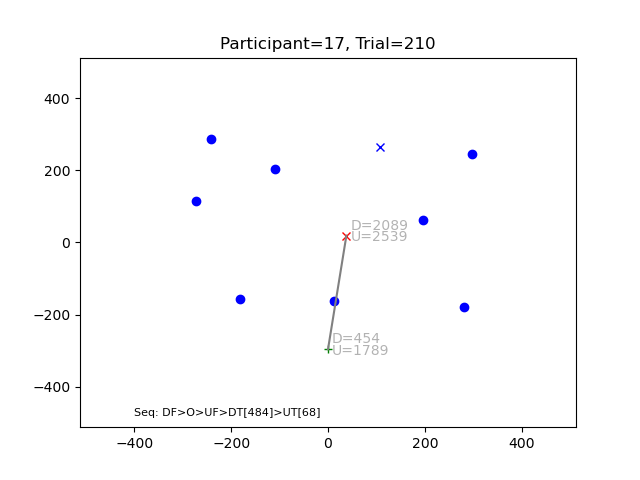 Participant=17, Trial=210
400
200
0
−200
−400
D=2089
U=2539
D=454
U=1789
Seq: DF>O>UF>DT[484]>UT[68]
−400 −200 0 200 400